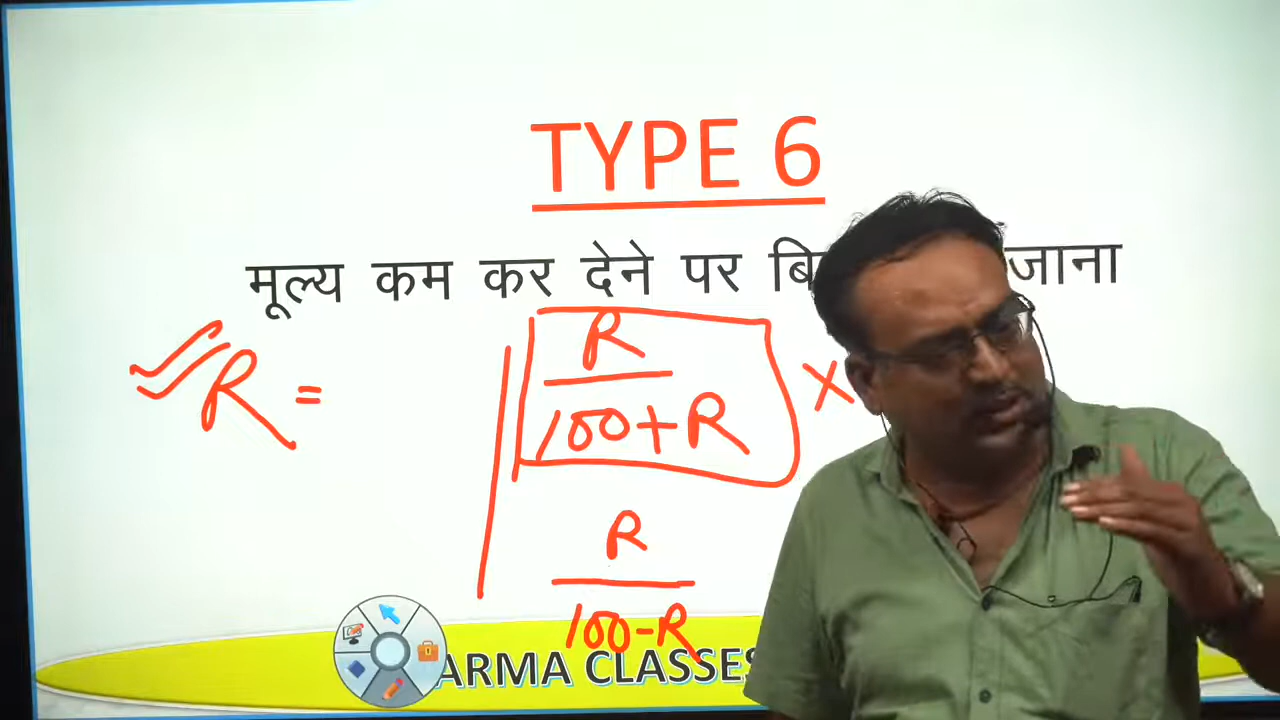 TYPE 6
मूल्य कम कर देने पर जाना
R = R / 100+R ×
R / 100-R
ARMA CLASSES